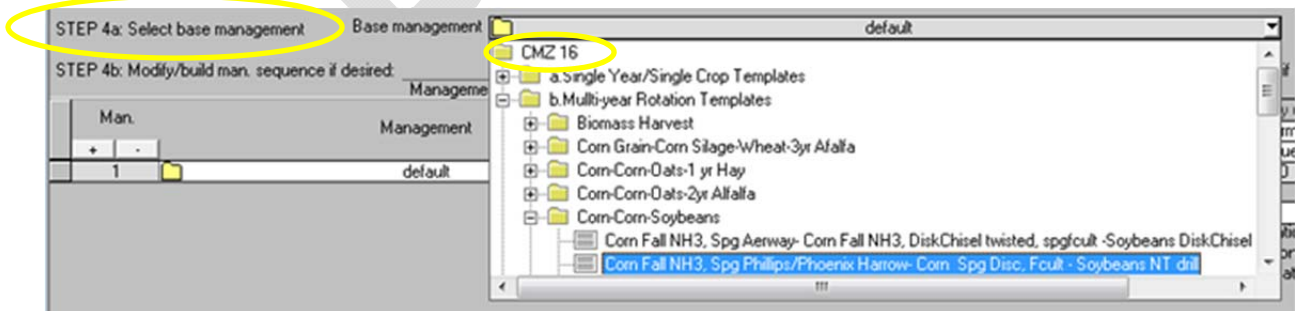 STEP 4a: Select base management Base management default
CMZ 16
a.Single Year/Single Crop Templates
STEP 4b: Modify/build man. sequence if desired: if
Manageme
b.Mullti-year Rotation Templates
Man. Management
Biomass Harvest
+ -
Corn Grain-Corn Silage-Wheat-3yr Afalfa
1 default
Corn-Corn-Oats-1 yr Hay
Corn-Corn-Oats-2yr Alfalfa
Corn-Corn-Soybeans
Corn Fall NH3, Spg Aerway- Corn Fall NH3, DiskChisel twisted, spgfcult -Soybeans DiskChisel
Corn Fall NH3, Spg Phillips/Phoenix Harrow- Corn Spg Disc, Fcult - Soybeans NT drill